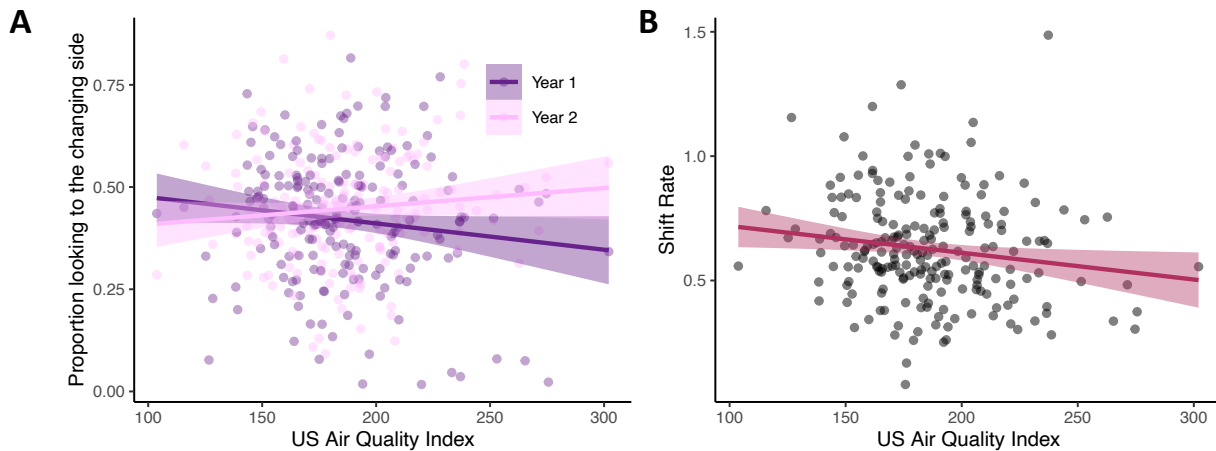 A
Proportion looking to the changing side
0.75
0.50
0.25
0.00
100 150 200 250 300
US Air Quality Index
Year 1
Year 2
B
Shift Rate
1.5
1.0
0.5
100 150 200 250 300
US Air Quality Index